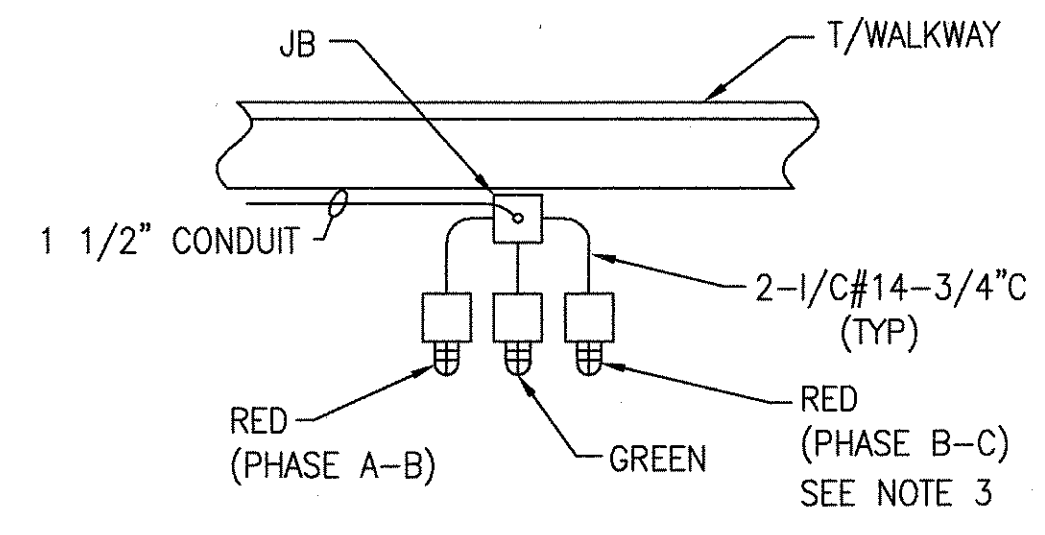 JB
T/WALKWAY
1 1/2" CONDUIT
2-1/C#14-3/4"C
(TYP)
RED
(PHASE A-B)
GREEN
RED
(PHASE B-C)
SEE NOTE 3